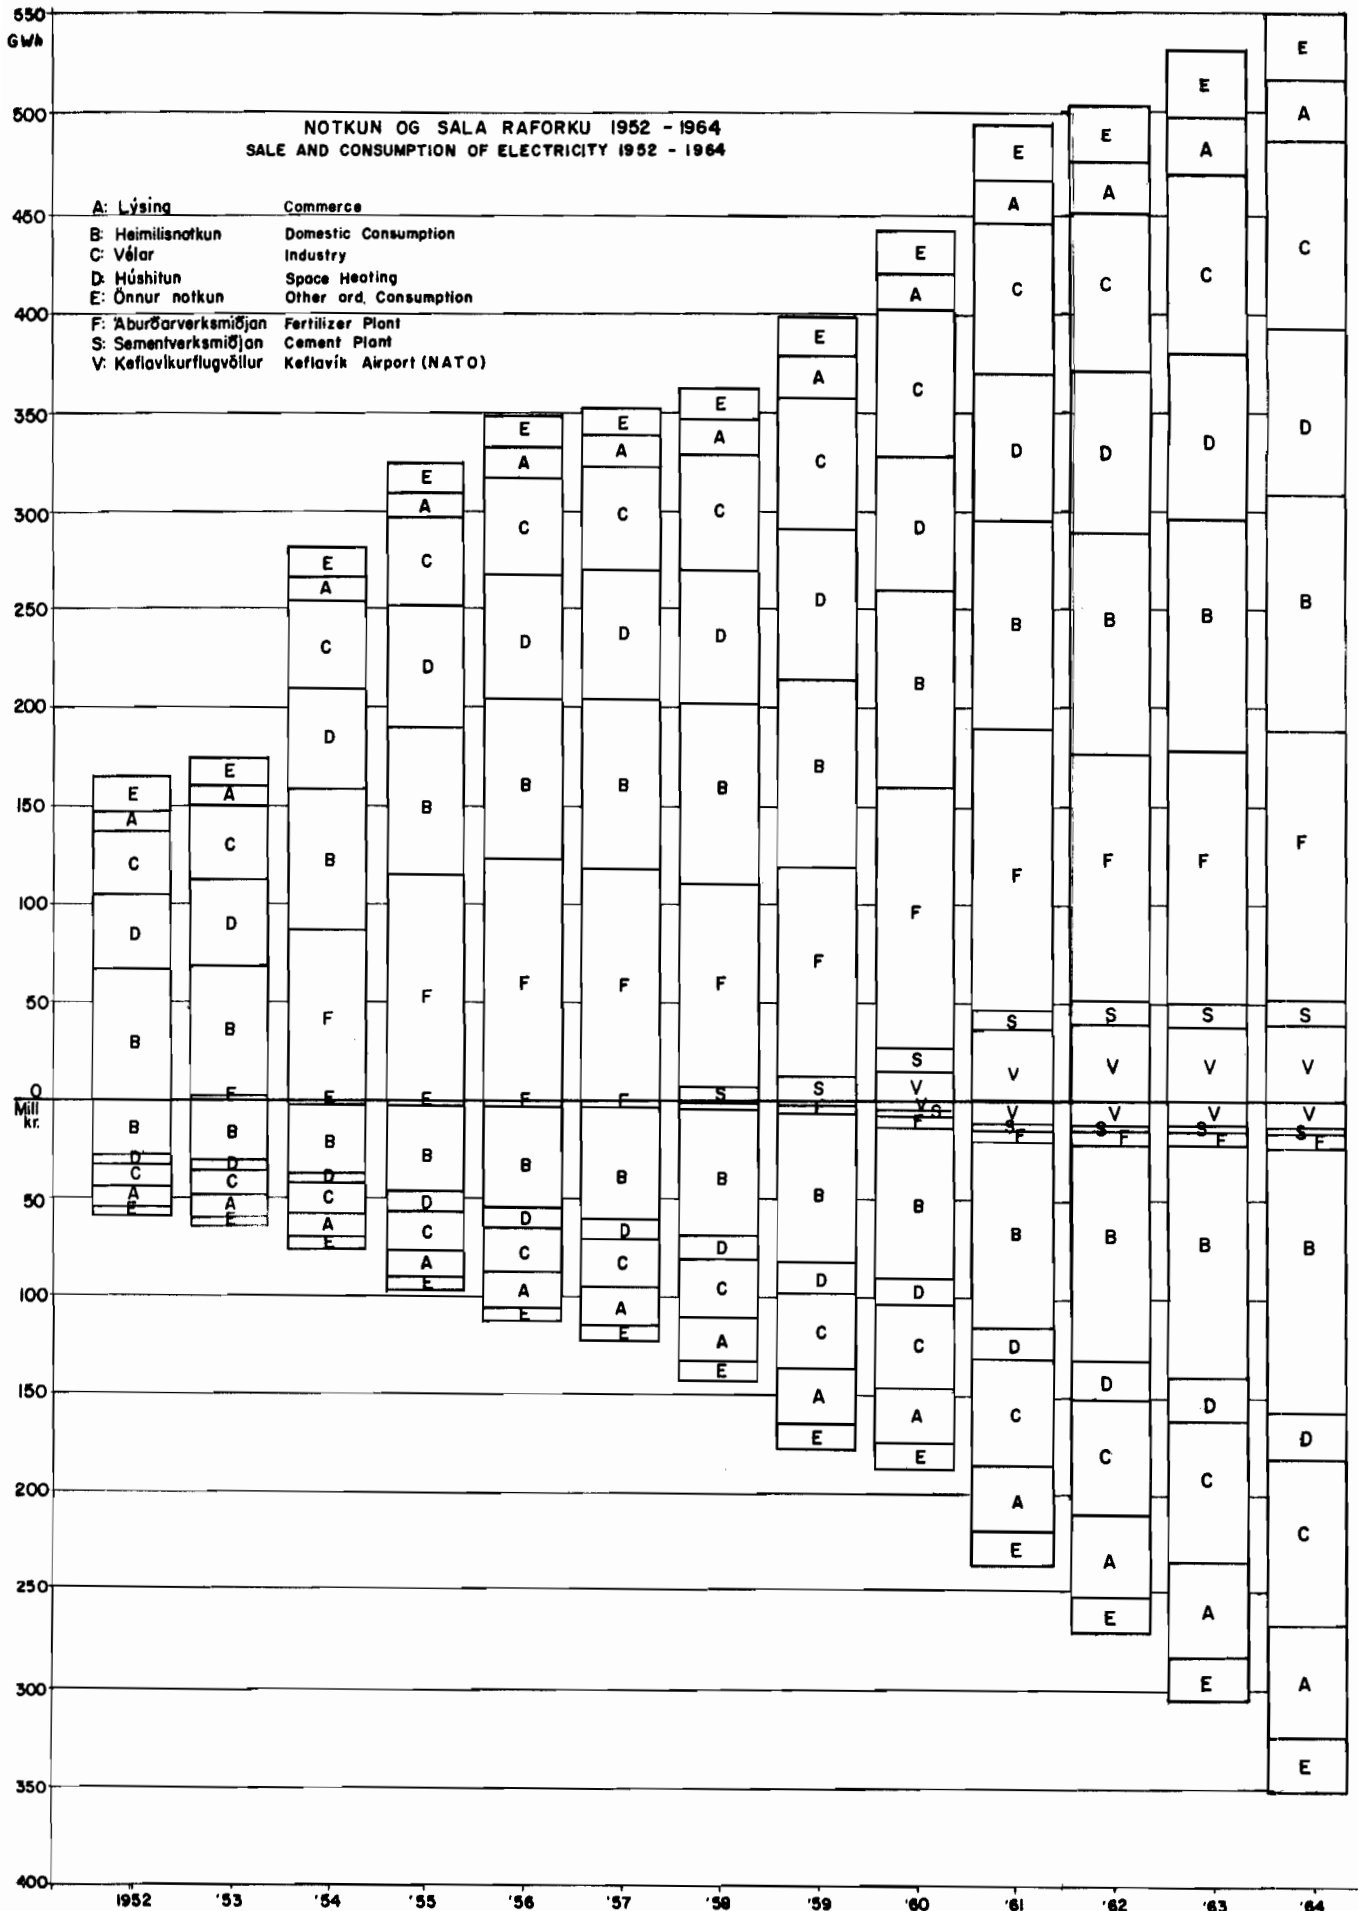 550
GWh
500
NOTKUN OG SALA RAFORKU 1952 - 1964
SALE AND CONSUMPTION OF ELECTRICITY 1952 - 1964
A: Lýsing Commerce
450
B: Heimilisnotkun Domestic Consumption
C: Vélar Industry
D: Húshitun Space Heating
E: Önnur notkun Other ord. Consumption
400
F: Áburðarverksmiðjan Fertilizer Plant
S: Sementverksmiðjan Cement Plant
V: Keflavíkurflugvöllur Keflavík Airport (NATO)
350
300
250
200
150
100
50
0
Mill
kr.
50
100
150
200
250
300
350
400
E A C D B B D C A E
E A C D B F B D C A E
E A C D B F F B D C A E
E A C D B F F B D C A E
E A C D B F F B D C A E
E A C D B F F B D C A E
E A C D B F S B D C A E
E A C D B F S F B D C A E
E A C D B F S V V S F B D C A E
E A C D B F S V V S F B D C A E
E A C D B F S V V S F B D C A E
E A C D B F S V V S F B D C A E
E A C D B F S V V S F B D C A E
1952 '53 '54 '55 '56 '57 '58 '59 '60 '61 '62 '63 '64